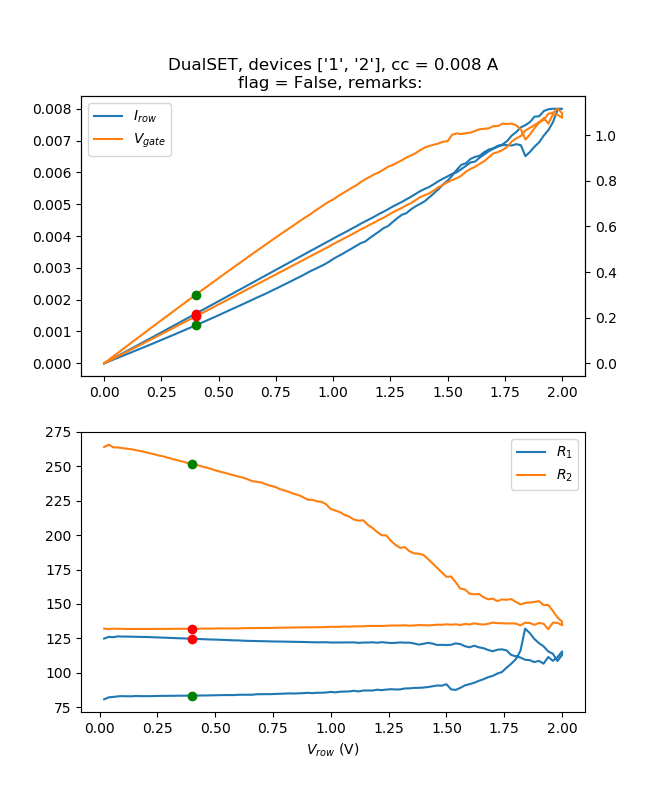 DualSET, devices ['1', '2'], cc = 0.008 A
flag = False, remarks:
I_row
V_gate
0.008
0.007
0.006
0.005
0.004
0.003
0.002
0.001
0.000
1.0
0.8
0.6
0.4
0.2
0.0
0.00 0.25 0.50 0.75 1.00 1.25 1.50 1.75 2.00
R_1
R_2
275
250
225
200
175
150
125
100
75
0.00 0.25 0.50 0.75 1.00 1.25 1.50 1.75 2.00
V_row (V)